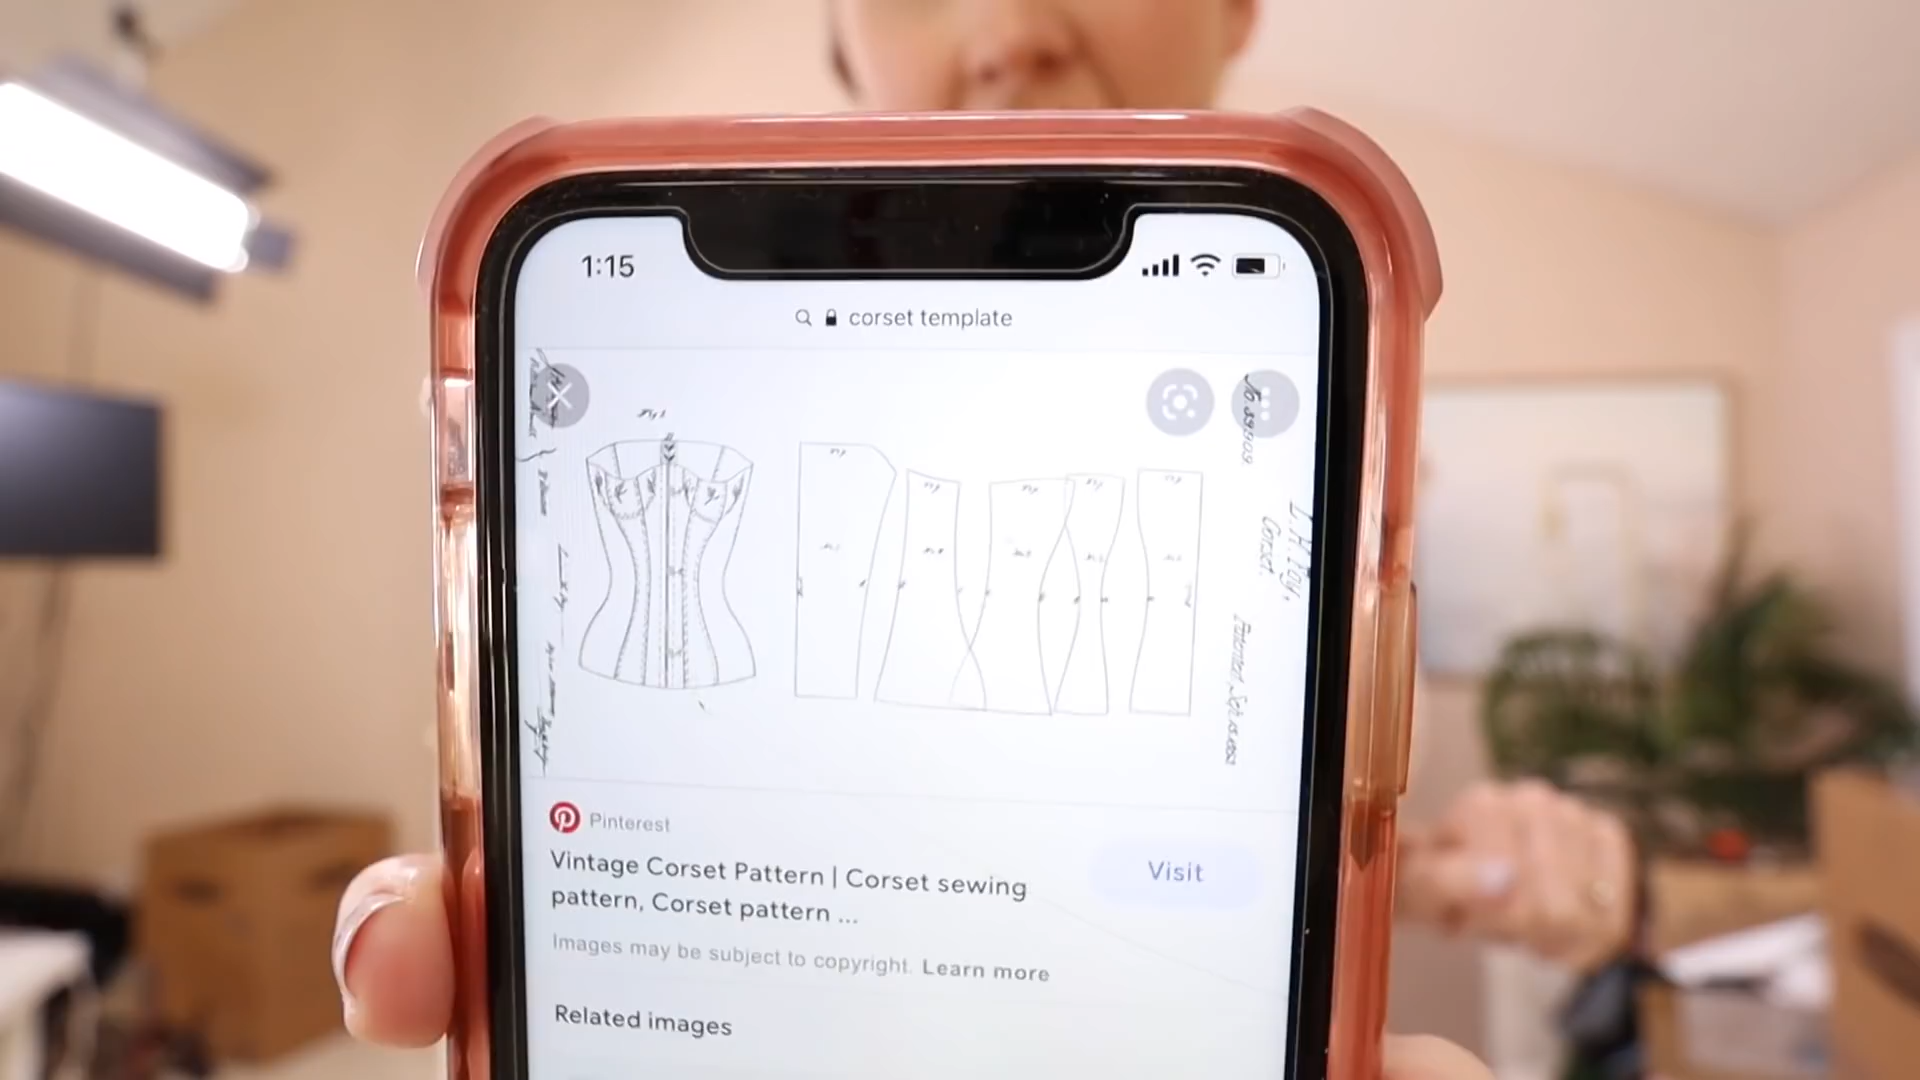 1:15
corset template
Corset.
Pinterest
Vintage Corset Pattern | Corset sewing
pattern, Corset pattern ...
Visit
Images may be subject to copyright. Learn more
Related images